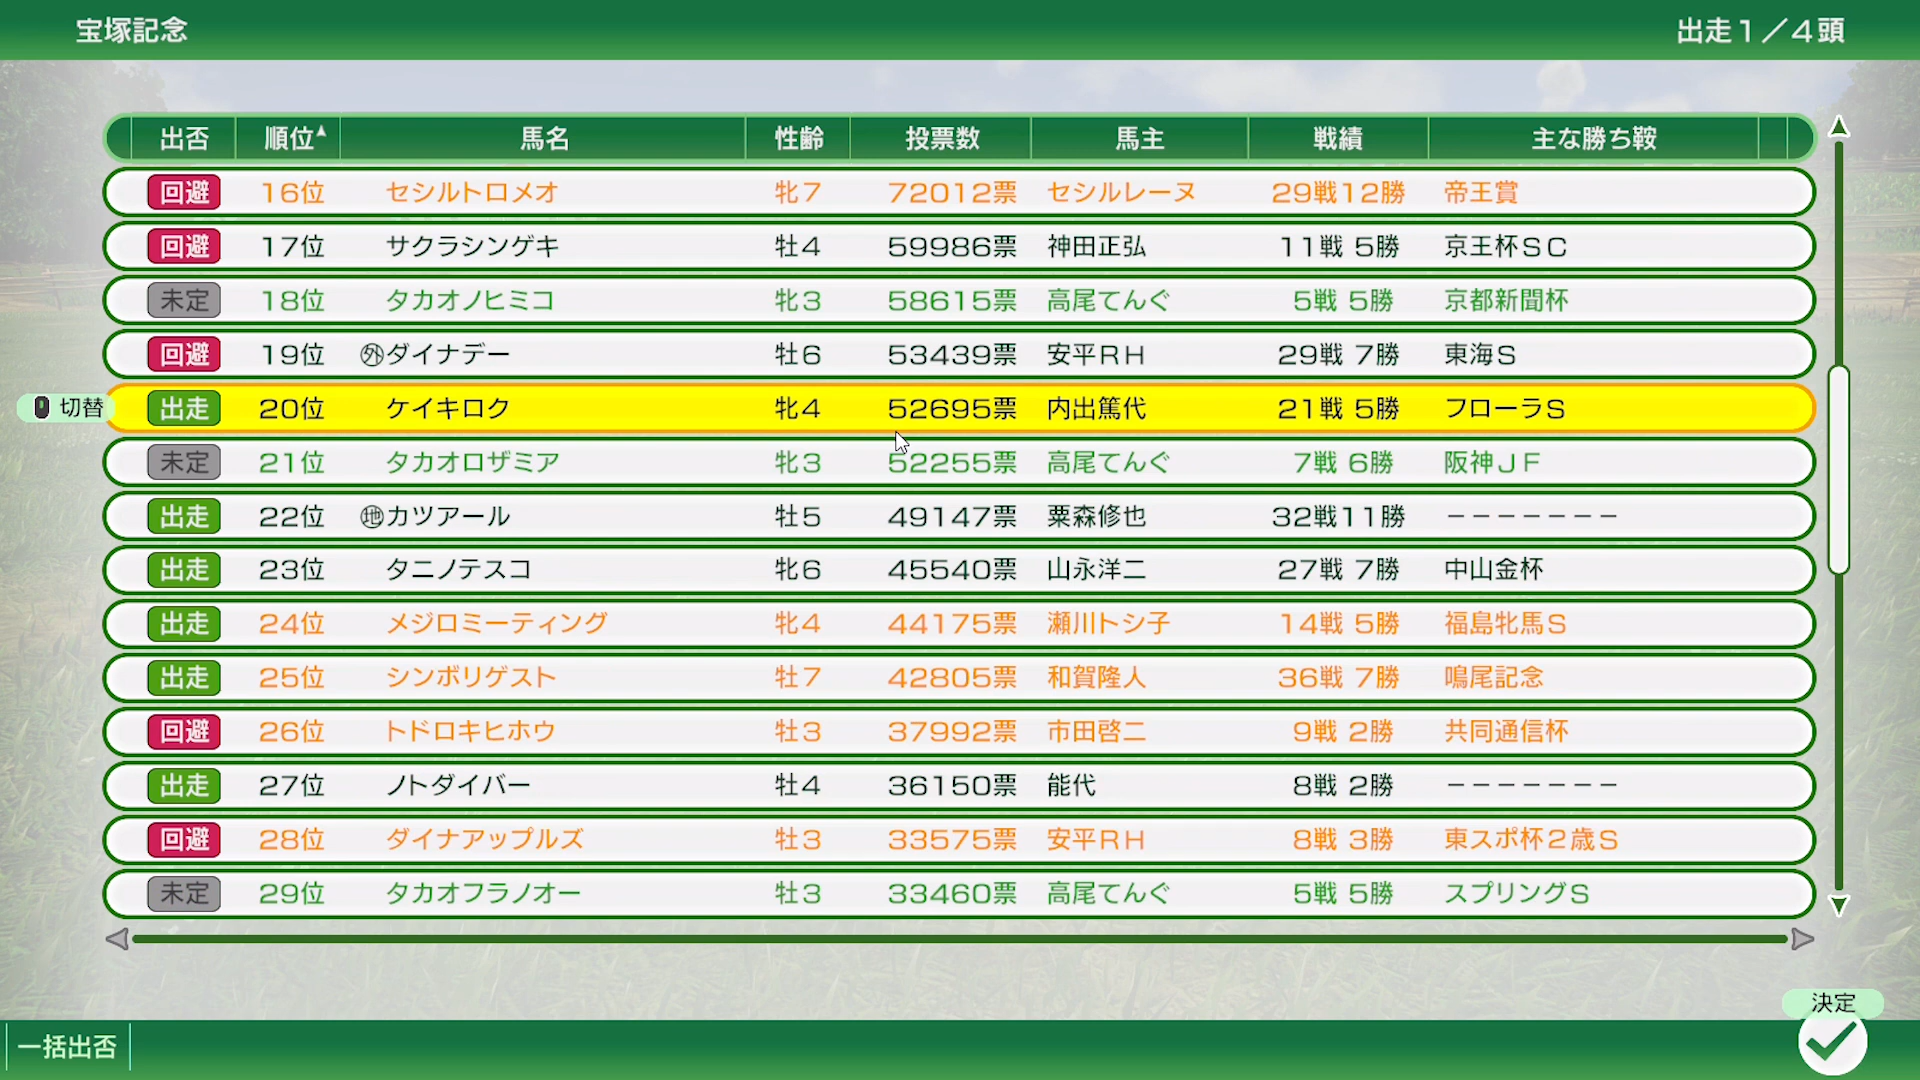 宝塚記念 出走1／4頭
出否 順位▲ 馬名 性齢 投票数 馬主 戦績 主な勝ち鞍
回避 16位 セシルトロメオ 牝7 72012票 セシルレーヌ 29戦12勝 帝王賞
回避 17位 サクラシンゲキ 牡4 59986票 神田正弘 11戦 5勝 京王杯SC
未定 18位 タカオノヒミコ 牝3 58615票 高尾てんぐ 5戦 5勝 京都新聞杯
回避 19位 ㊕ダイナデー 牡6 53439票 安平RH 29戦 7勝 東海S
切替 出走 20位 ケイキロク 牝4 52695票 内出篤代 21戦 5勝 フローラS
未定 21位 タカオロザミア 牝3 52255票 高尾てんぐ 7戦 6勝 阪神JF
出走 22位 地カツアール 牡5 49147票 粟森修也 32戦11勝 －－－－－－－
出走 23位 タニノテスコ 牝6 45540票 山永洋二 27戦 7勝 中山金杯
出走 24位 メジロミーティング 牝4 44175票 瀬川トシ子 14戦 5勝 福島牝馬S
出走 25位 シンボリゲスト 牡7 42805票 和賀隆人 36戦 7勝 鳴尾記念
回避 26位 トドロキヒホウ 牡3 37992票 市田啓二 9戦 2勝 共同通信杯
出走 27位 ノトダイバー 牡4 36150票 能代 8戦 2勝 －－－－－－－
回避 28位 ダイナアップルズ 牡3 33575票 安平RH 8戦 3勝 東スポ杯2歳S
未定 29位 タカオフラノオー 牡3 33460票 高尾てんぐ 5戦 5勝 スプリングS
決定
一括出否